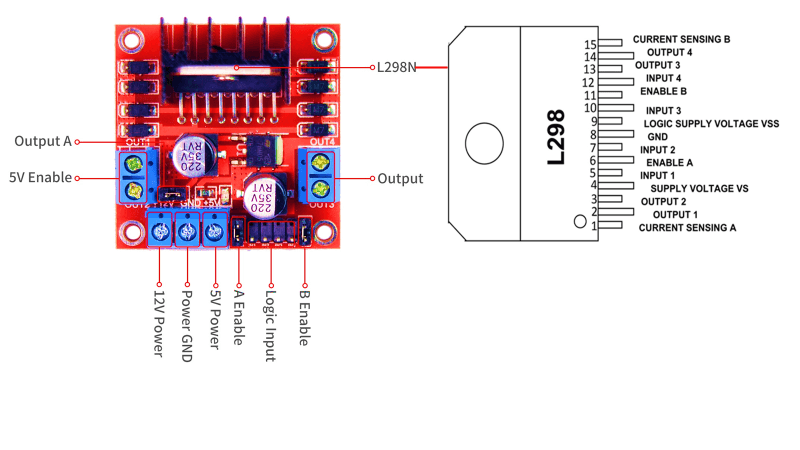 L298N
Output A
OUT1
OUT4
5V Enable
Output
OUT2
OUT3
+12V GND +5V
220
35V
RVT
220
35V
RVT
12V Power
Power GND
5V Power
A Enable
Logic Input
B Enable
L298
15 CURRENT SENSING B
14 OUTPUT 4
13 OUTPUT 3
12 INPUT 4
11 ENABLE B
10 INPUT 3
9 LOGIC SUPPLY VOLTAGE VSS
8 GND
7 INPUT 2
6 ENABLE A
5 INPUT 1
4 SUPPLY VOLTAGE VS
3 OUTPUT 2
2 OUTPUT 1
1 CURRENT SENSING A